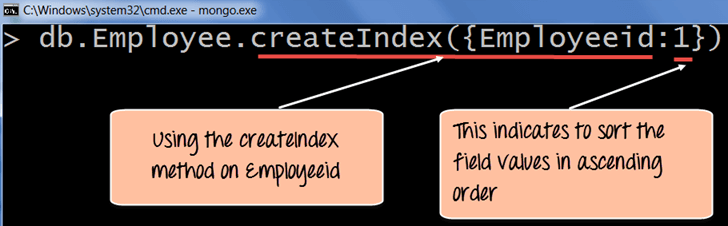 C:\Windows\system32\cmd.exe - mongo.exe
> db.Employee.createIndex({Employeeid:1})
Using the createIndex
method on Employeeid
This indicates to sort the
field values in ascending
order